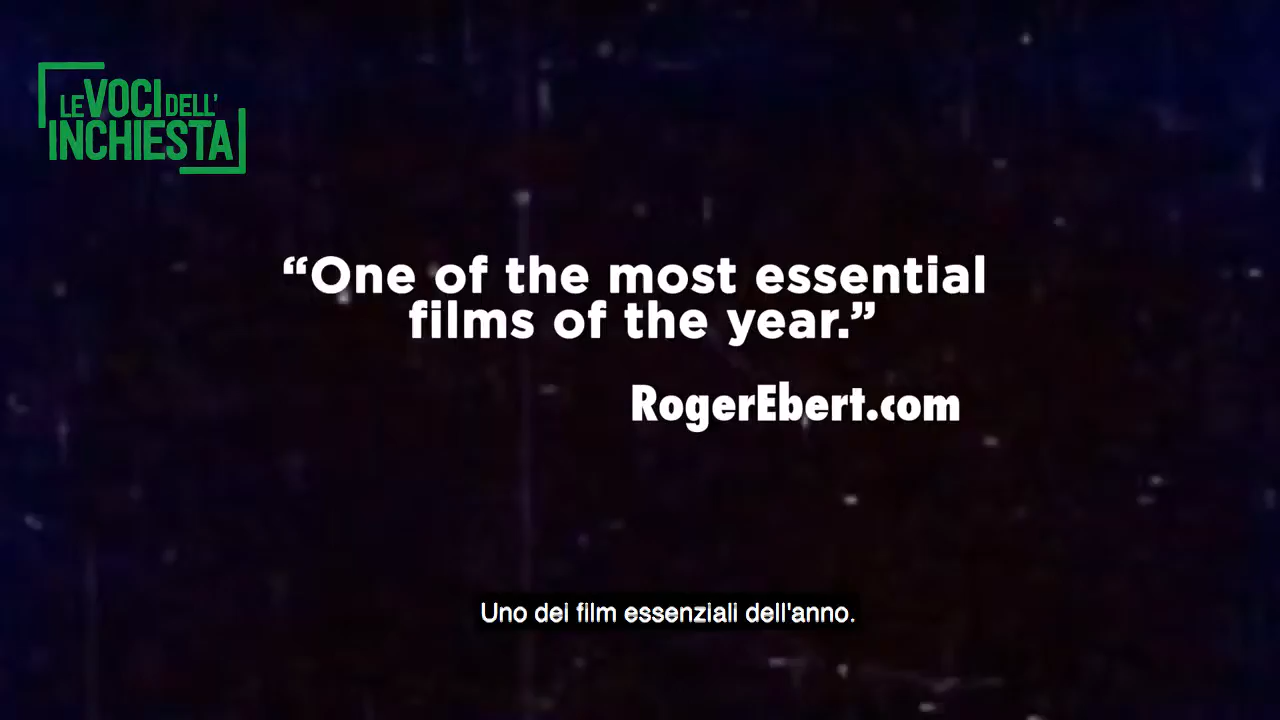 LE VOCI DELL'
INCHIESTA
“One of the most essential
films of the year.”
RogerEbert.com
Uno dei film essenziali dell'anno.